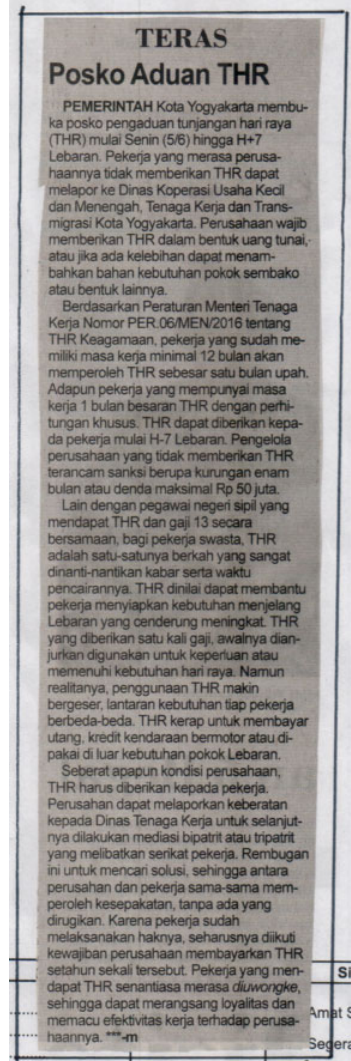 TERAS
Posko Aduan THR
PEMERINTAH Kota Yogyakarta membu-
ka posko pengaduan tunjangan hari raya
(THR) mulai Senin (5/6) hingga H+7
Lebaran. Pekerja yang merasa perusa-
haannya tidak memberikan THR dapat
melapor ke Dinas Koperasi Usaha Kecil
dan Menengah, Tenaga Kerja dan Trans-
migrasi Kota Yogyakarta. Perusahaan wajib
memberikan THR dalam bentuk uang tunai,
atau jika ada kelebihan dapat menam-
bahkan bahan kebutuhan pokok sembako
atau bentuk lainnya.
Berdasarkan Peraturan Menteri Tenaga
Kerja Nomor PER.06/MEN/2016 tentang
THR Keagamaan, pekerja yang sudah me-
miliki masa kerja minimal 12 bulan akan
memperoleh THR sebesar satu bulan upah.
Adapun pekerja yang mempunyai masa
kerja 1 bulan besaran THR dengan perhi-
tungan khusus. THR dapat diberikan kepa-
da pekerja mulai H-7 Lebaran. Pengelola
perusahaan yang tidak memberikan THR
terancam sanksi berupa kurungan enam
bulan atau denda maksimal Rp 50 juta.
Lain dengan pegawai negeri sipil yang
mendapat THR dan gaji 13 secara
bersamaan, bagi pekerja swasta, THR
adalah satu-satunya berkah yang sangat
dinanti-nantikan kabar serta waktu
pencairannya. THR dinilai dapat membantu
pekerja menyiapkan kebutuhan menjelang
Lebaran yang cenderung meningkat. THR
yang diberikan satu kali gaji, awalnya dian-
jurkan digunakan untuk keperluan atau
memenuhi kebutuhan hari raya. Namun
realitanya, penggunaan THR makin
bergeser, lantaran kebutuhan tiap pekerja
berbeda-beda. THR kerap untuk membayar
utang, kredit kendaraan bermotor atau di-
pakai di luar kebutuhan pokok Lebaran.
Seberat apapun kondisi perusahaan,
THR harus diberikan kepada pekerja.
Perusahan dapat melaporkan keberatan
kepada Dinas Tenaga Kerja untuk selanjut-
nya dilakukan mediasi bipatrit atau tripatrit
yang melibatkan serikat pekerja. Rembugan
ini untuk mencari solusi, sehingga antara
perusahan dan pekerja sama-sama mem-
peroleh kesepakatan, tanpa ada yang
dirugikan. Karena pekerja sudah
melaksanakan haknya, seharusnya diikuti
kewajiban perusahaan membayarkan THR
setahun sekali tersebut. Pekerja yang men-
dapat THR senantiasa merasa diuwongke,
sehingga dapat merangsang loyalitas dan
memacu efektivitas kerja terhadap perusa-
haannya. ***-m
Si
Amat S
Segera